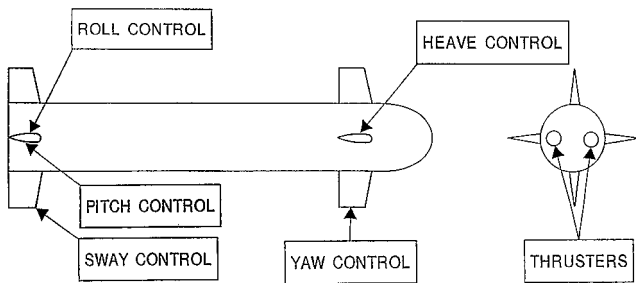 ROLL CONTROL
HEAVE CONTROL
PITCH CONTROL
SWAY CONTROL
YAW CONTROL
THRUSTERS